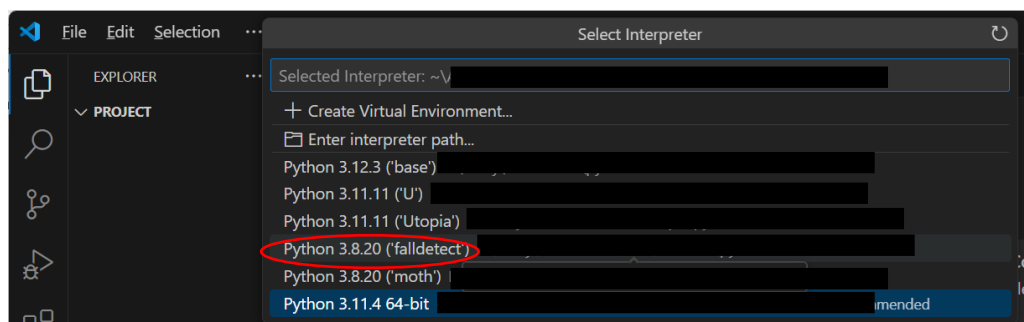 File Edit Selection ···
Select Interpreter
EXPLORER ···
Selected Interpreter: ~\
PROJECT
+ Create Virtual Environment...
Enter interpreter path...
Python 3.12.3 ('base')
Python 3.11.11 ('U')
Python 3.11.11 ('Utopia')
Python 3.8.20 ('falldetect')
Python 3.8.20 ('moth')
Python 3.11.4 64-bit mmended